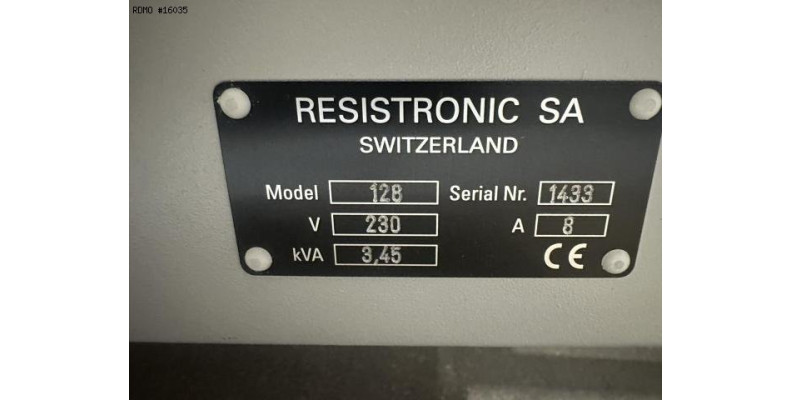 RDMO #16035
RESISTRONIC SA
SWITZERLAND
Model 128 Serial Nr. 1433
V 230 A 8
kVA 3,45 CE